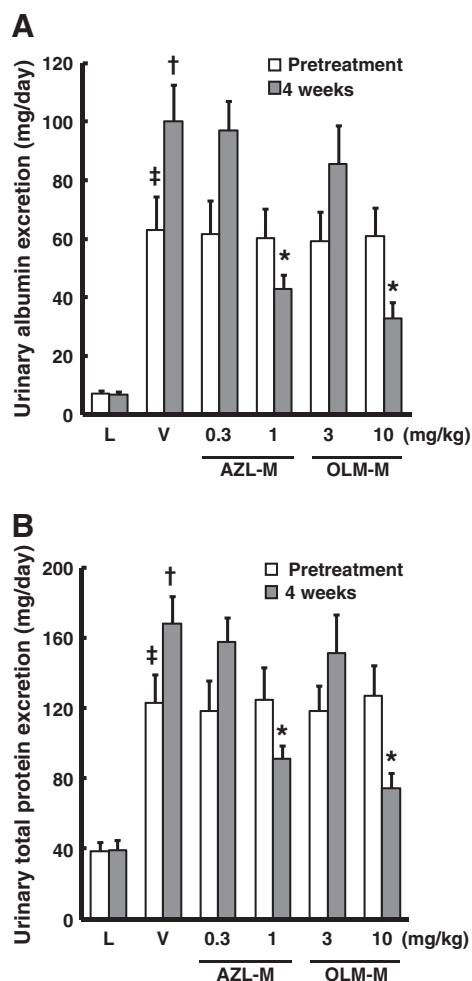 A
Urinary albumin excretion (mg/day)
120
100
80
60
40
20
0
Pretreatment
4 weeks
‡
†
*
*
L V 0.3 1 3 10 (mg/kg)
AZL-M OLM-M
B
Urinary total protein excretion (mg/day)
200
160
120
80
40
0
Pretreatment
4 weeks
‡
†
*
*
L V 0.3 1 3 10 (mg/kg)
AZL-M OLM-M